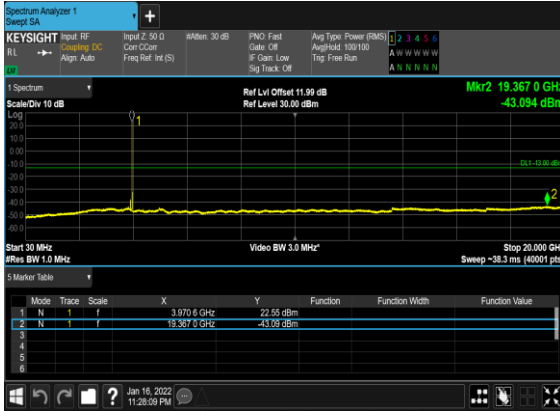 Spectrum Analyzer 1
Swept SA
+
KEYSIGHT Input: RF Input Z: 50 Ω #Atten: 30 dB PNO: Fast Avg Type: Power (RMS) 1 2 3 4 5 6
RL Coupling: DC Corr CCorr Gate: Off Avg|Hold: 100/100 A W W W W W
Align: Auto Freq Ref: Int (S) IF Gain: Low Trig: Free Run
Sig Track: Off A N N N N N
1 Spectrum Ref Lvl Offset 11.99 dB Mkr2 19.367 0 GHz
Scale/Div 10 dB Ref Level 30.00 dBm -43.094 dBm
Log
20.0
10.0
0.00
-10.0
-20.0
-30.0
-40.0
-50.0
-60.0
1
DL1 -13.00 dBm
2
Start 30 MHz Video BW 3.0 MHz* Stop 20.000 GH
#Res BW 1.0 MHz Sweep ~38.3 ms (40001 pts
5 Marker Table
Mode Trace Scale X Y Function Function Width Function Value
1 N 1 f 3.970 6 GHz 22.55 dBm
2 N 1 f 19.367 0 GHz -43.09 dBm
3
4
5
6
? Jan 16, 2022
11:28:09 PM